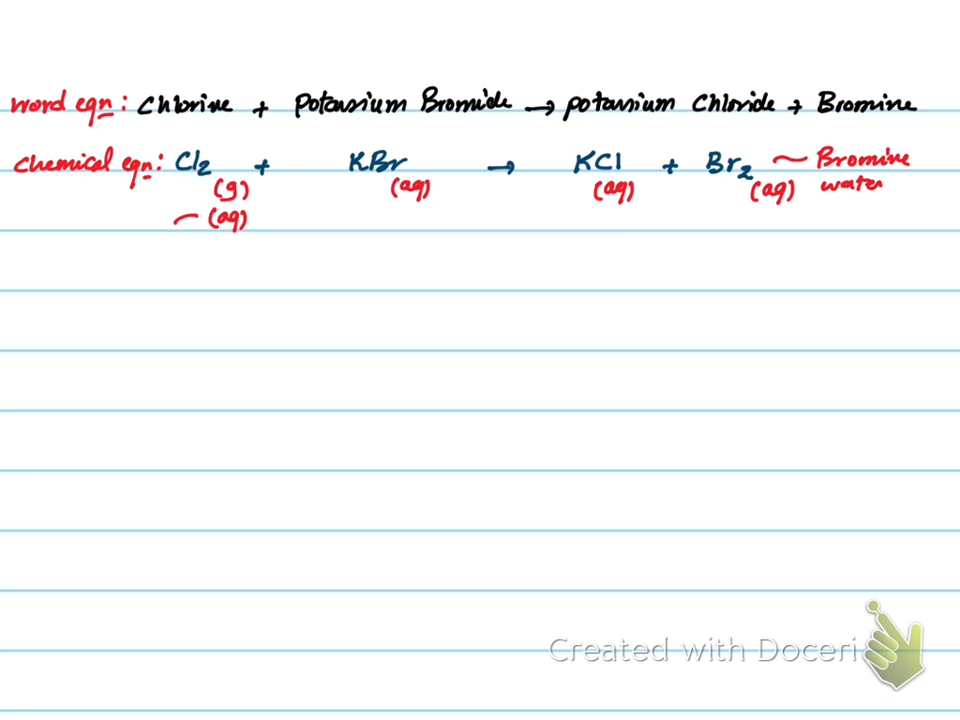 word eqn: Chlorine + Potassium Bromide → potassium Chloride + Bromine
Chemical eqn: Cl2 + KBr → KCl + Br2 ~ Bromine
(g) (aq) (aq) (aq) water
~ (aq)
Created with Doceri